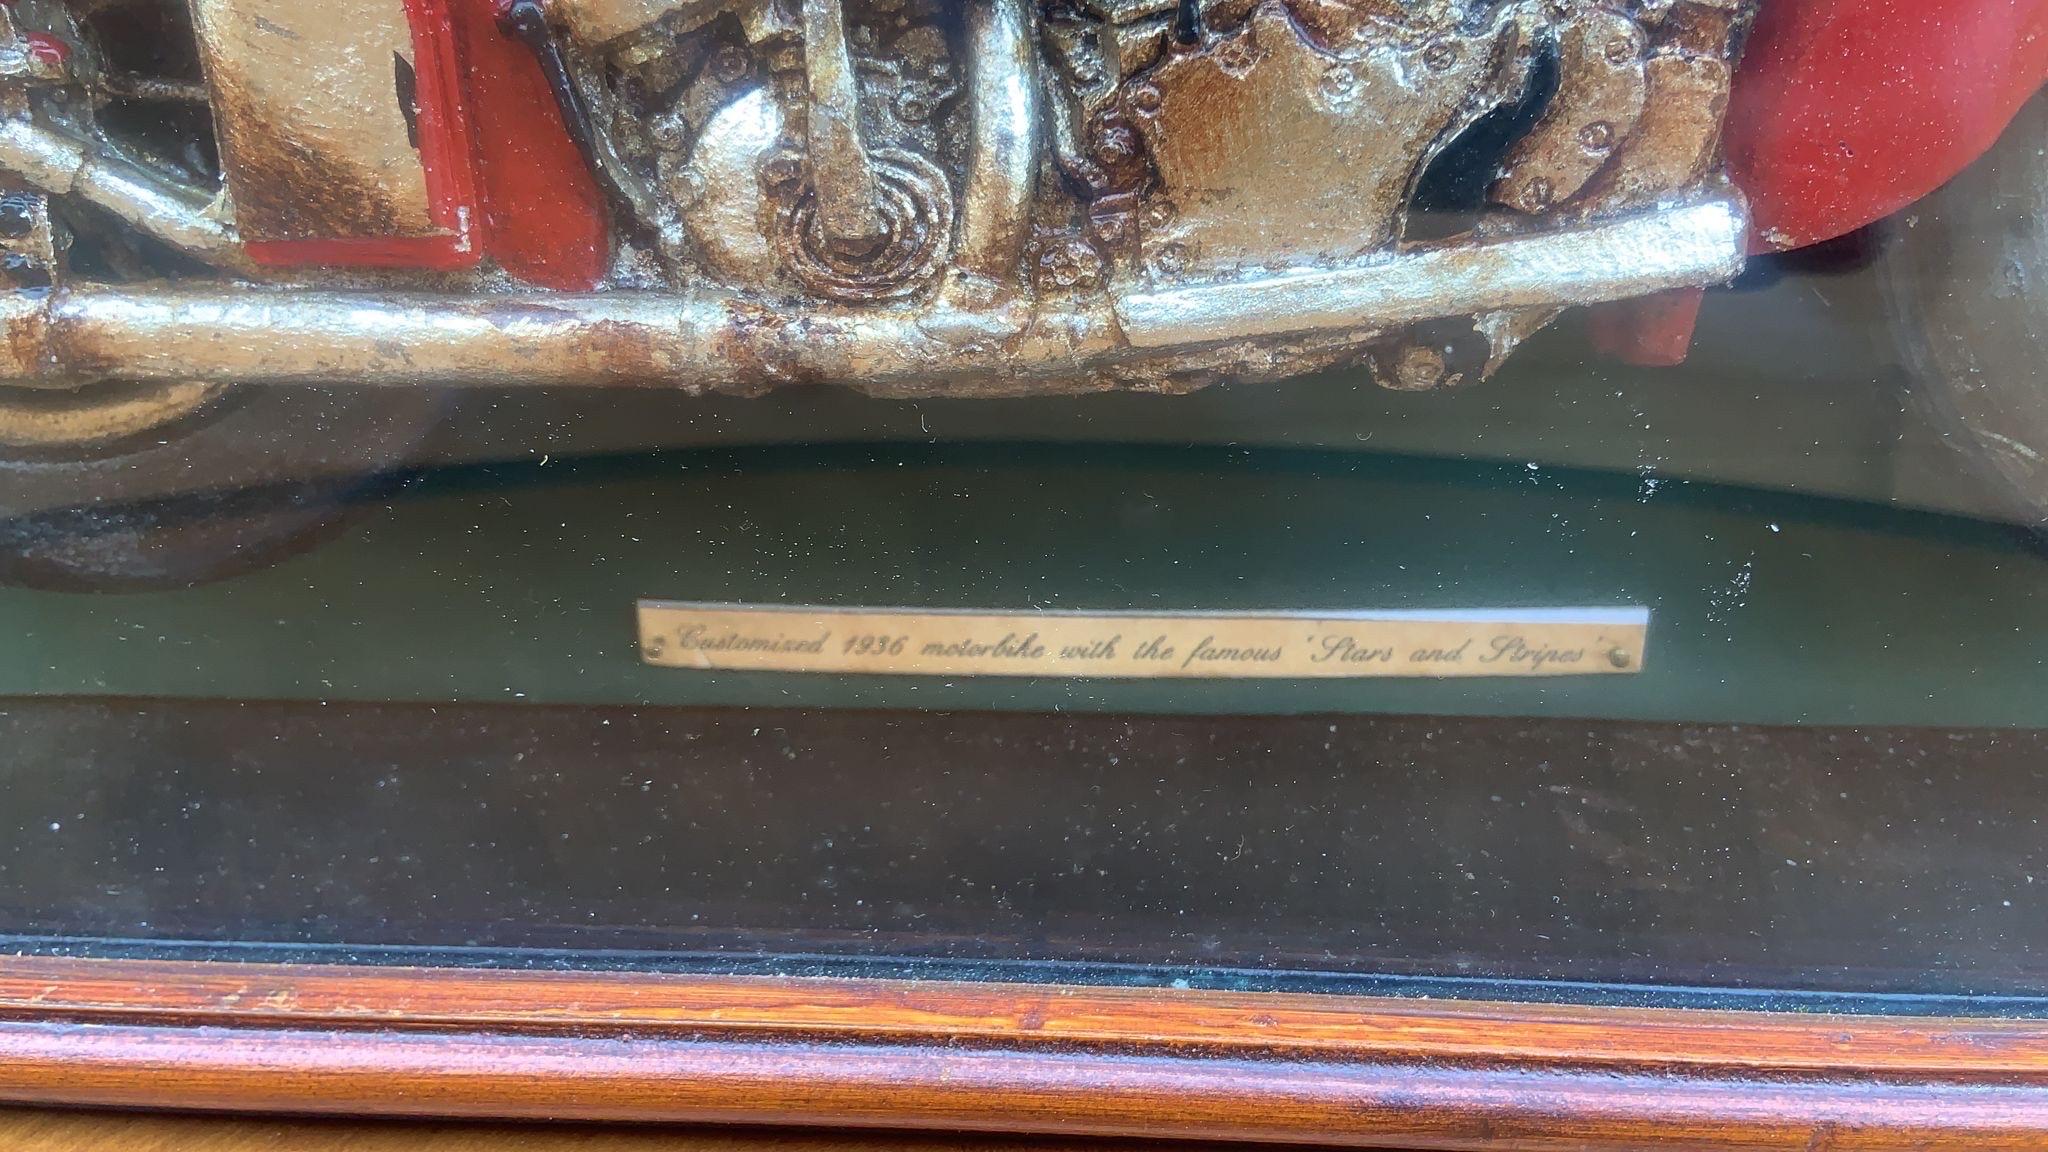 Customized 1936 motorbike with the famous 'Stars and Stripes'